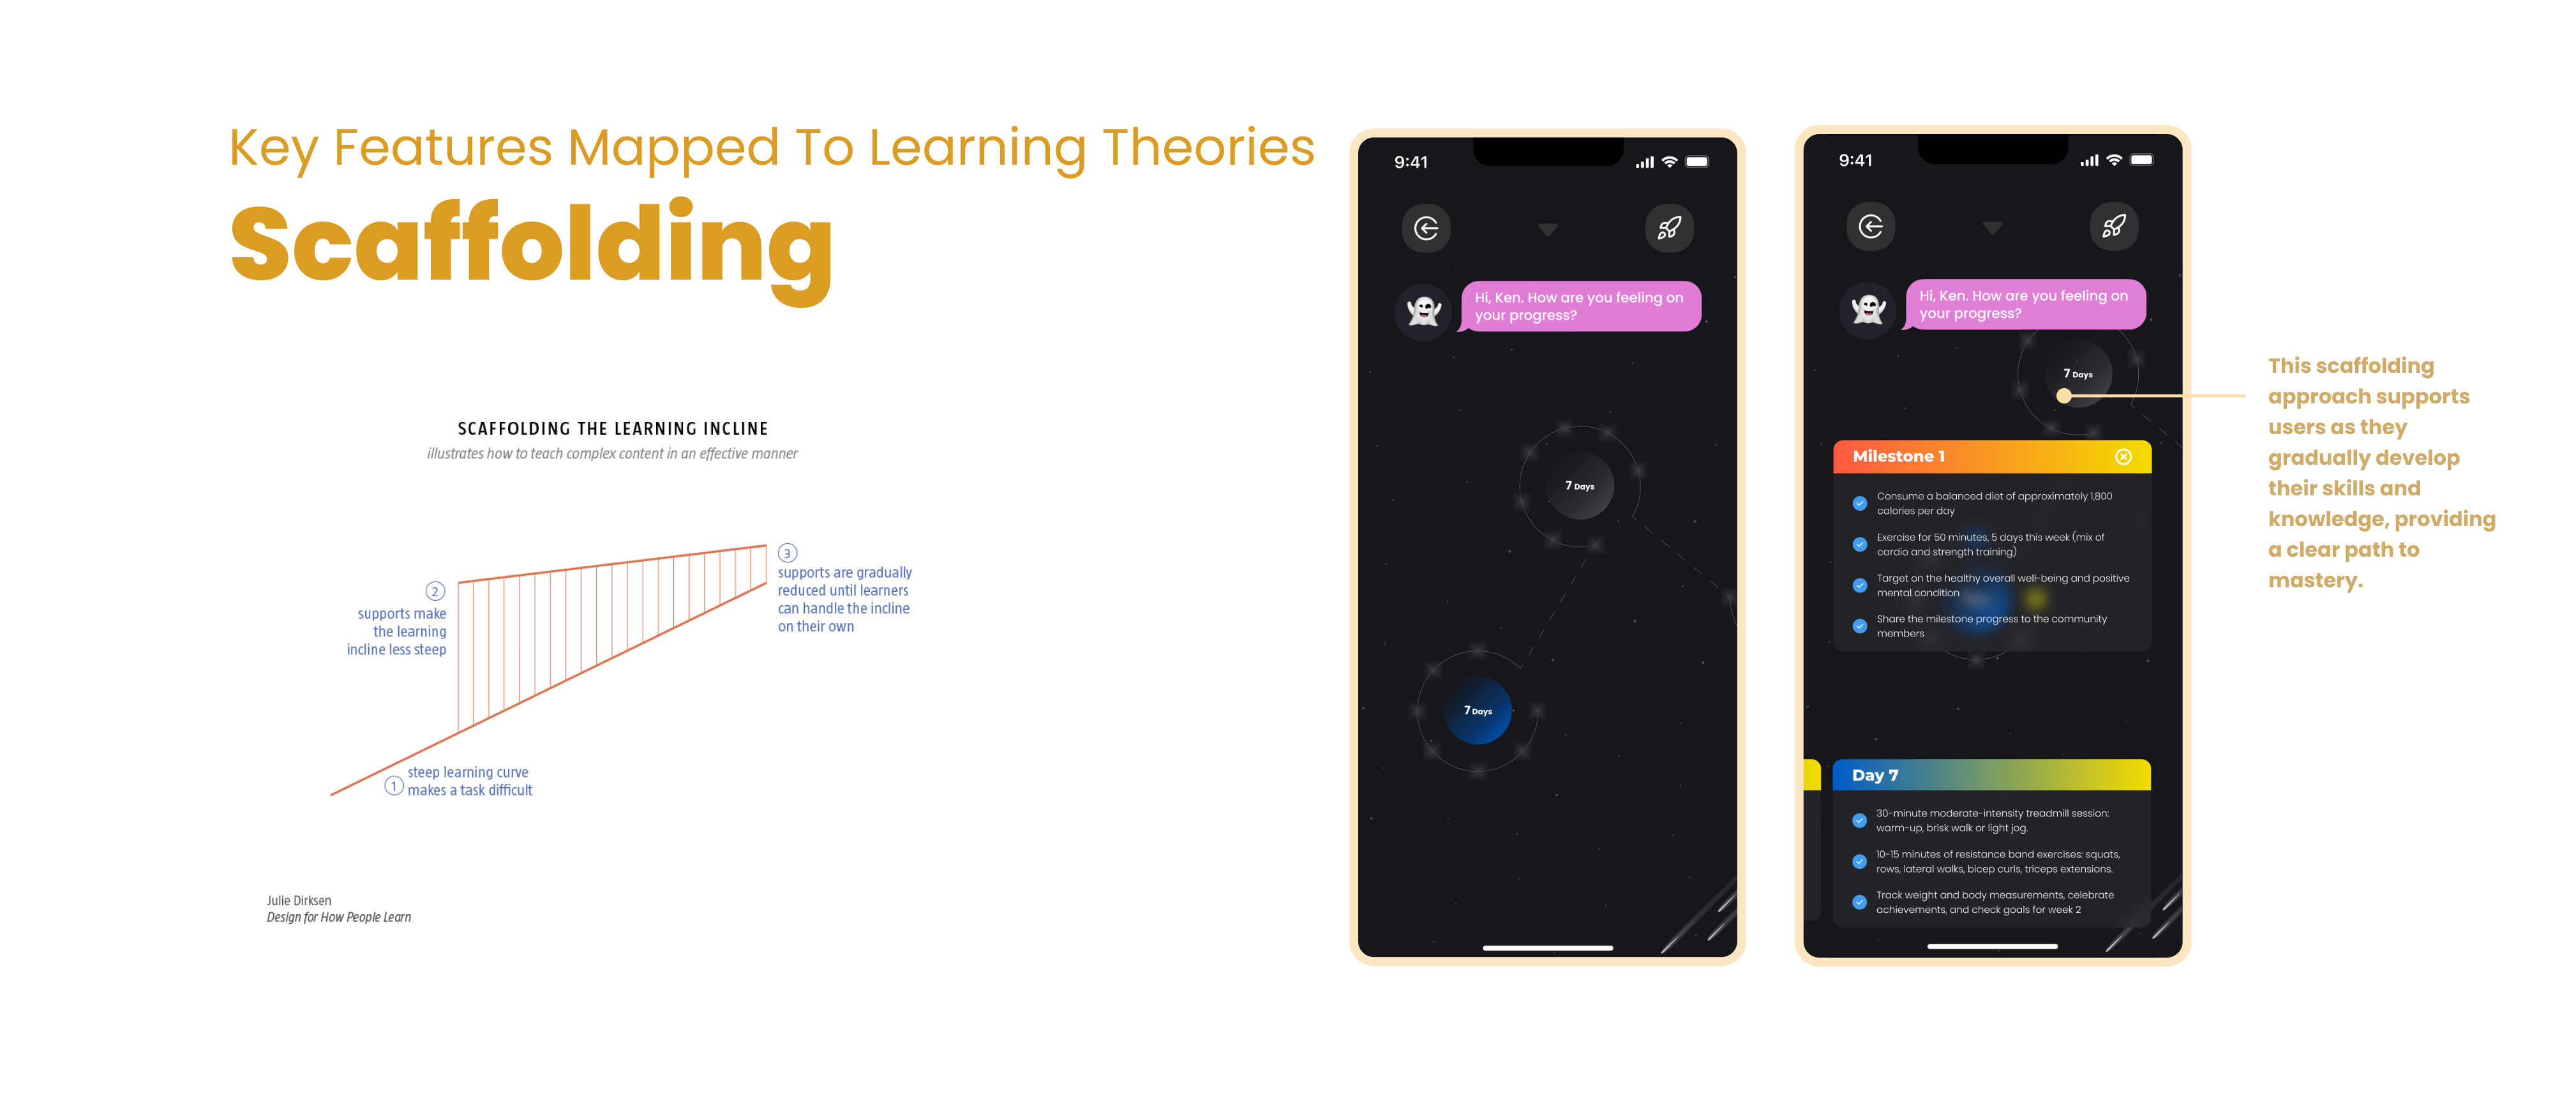 Key Features Mapped To Learning Theories
Scaffolding
SCAFFOLDING THE LEARNING INCLINE
illustrates how to teach complex content in an effective manner
2
supports make
the learning
incline less steep
3
supports are gradually
reduced until learners
can handle the incline
on their own
1
steep learning curve
makes a task difficult
Julie Dirksen
Design for How People Learn
9:41
Hi, Ken. How are you feeling on
your progress?
7 Days
7 Days
9:41
Hi, Ken. How are you feeling on
your progress?
7 Days
Milestone 1
Consume a balanced diet of approximately 1,800
calories per day
Exercise for 50 minutes, 5 days this week (mix of
cardio and strength training)
Target on the healthy overall well-being and positive
mental condition
Share the milestone progress to the community
members
Day 7
30-minute moderate-intensity treadmill session:
warm-up, brisk walk or light jog.
10-15 minutes of resistance band exercises: squats,
rows, lateral walks, bicep curls, triceps extensions.
Track weight and body measurements, celebrate
achievements, and check goals for week 2
This scaffolding
approach supports
users as they
gradually develop
their skills and
knowledge, providing
a clear path to
mastery.